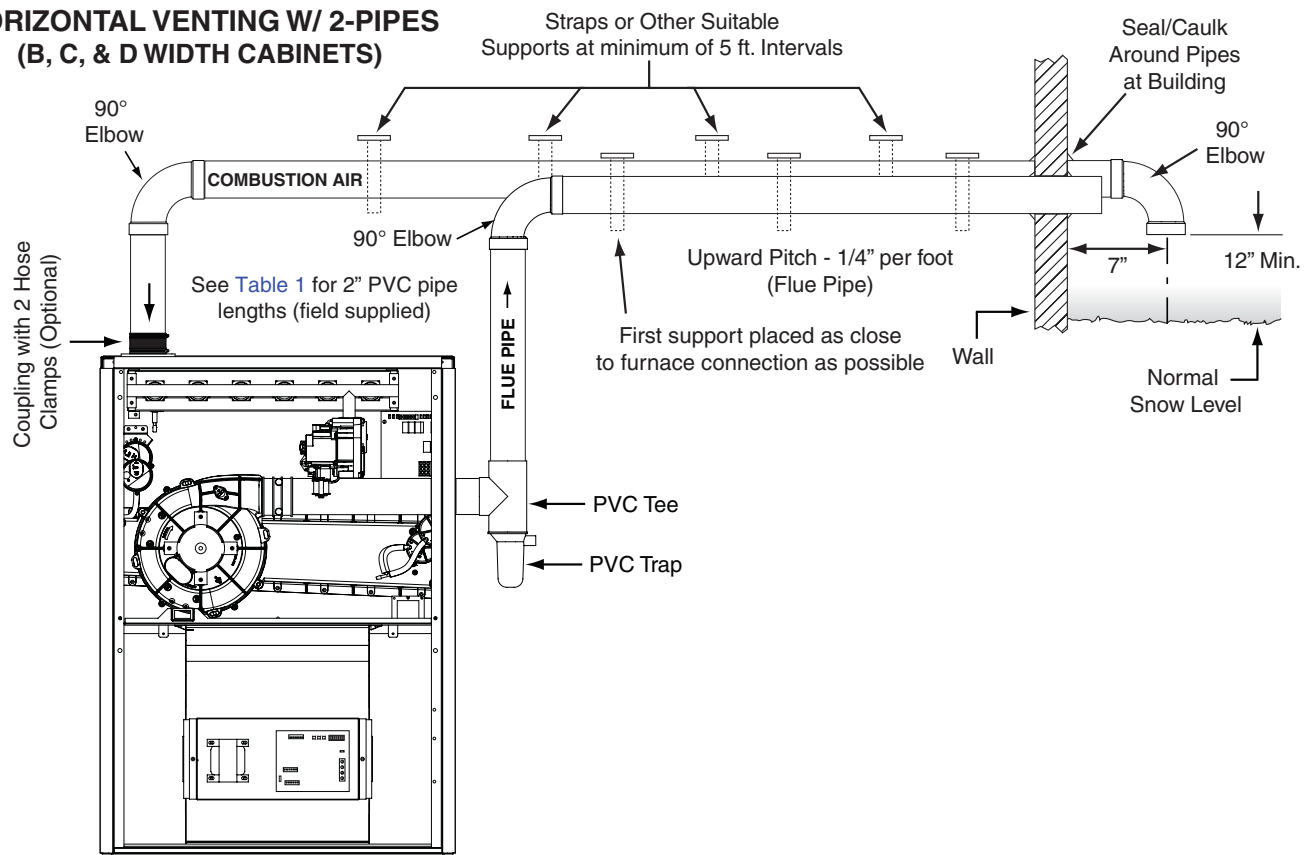 ORIZONTAL VENTING W/ 2-PIPES
(B, C, & D WIDTH CABINETS)
Straps or Other Suitable
Supports at minimum of 5 ft. Intervals
Seal/Caulk
Around Pipes
at Building
90°
Elbow
90°
Elbow
COMBUSTION AIR
90° Elbow
Coupling with 2 Hose
Clamps (Optional)
See Table 1 for 2” PVC pipe
lengths (field supplied)
FLUE PIPE
Upward Pitch - 1/4” per foot
(Flue Pipe)
7”
12” Min.
First support placed as close
to furnace connection as possible
Wall
Normal
Snow Level
PVC Tee
PVC Trap